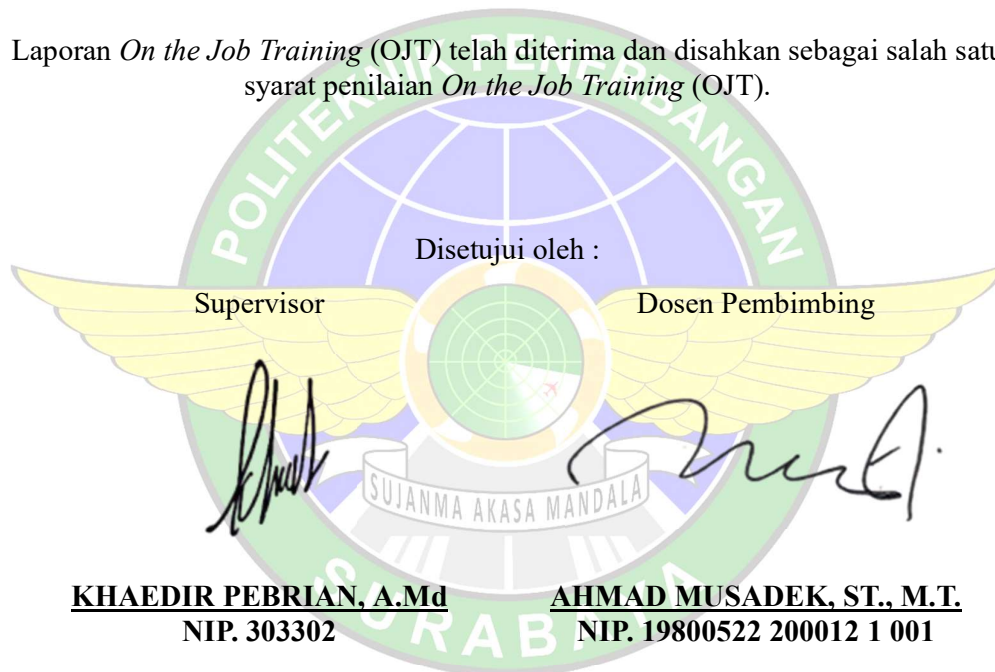 Laporan On the Job Training (OJT) telah diterima dan disahkan sebagai salah satu
syarat penilaian On the Job Training (OJT).
POLITEKNIK PENERBANGAN
Disetujui oleh :
Supervisor
Dosen Pembimbing
SUJANMA AKASA MANDALA
SURABAYA
KHAEDIR PEBRIAN, A.Md
NIP. 303302
AHMAD MUSADEK, ST., M.T.
NIP. 19800522 200012 1 001